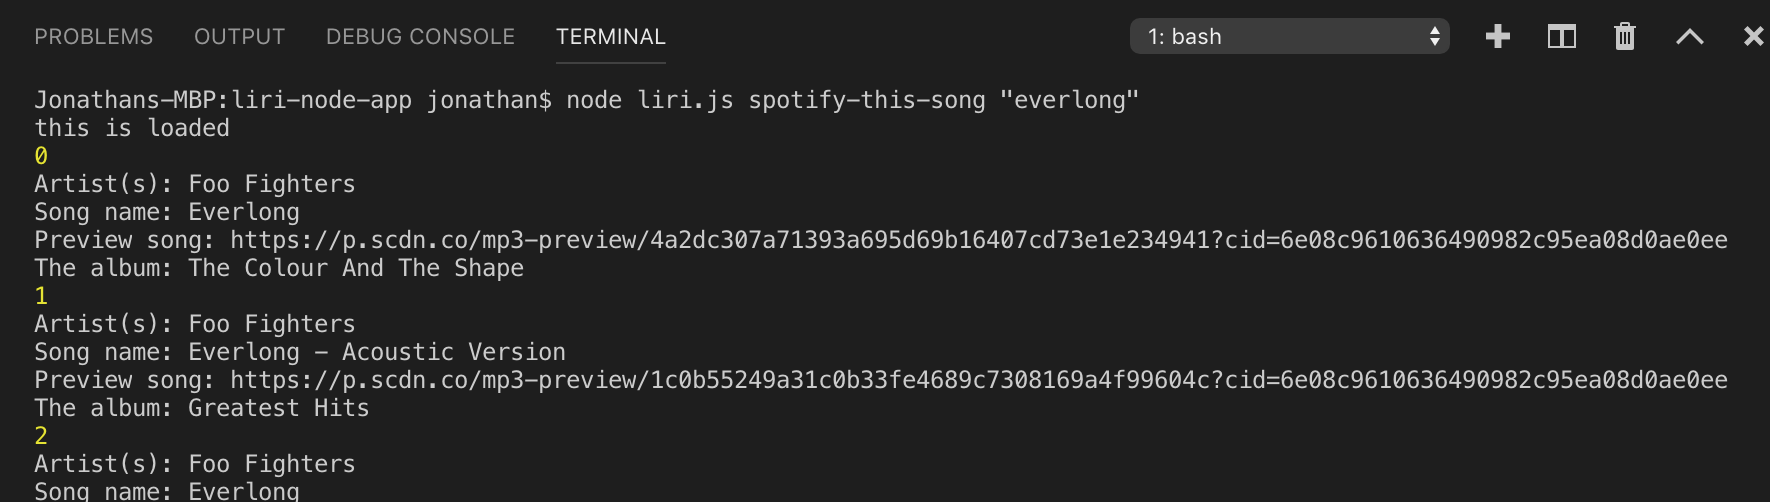 PROBLEMS OUTPUT DEBUG CONSOLE TERMINAL 1: bash
Jonathans-MBP:liri-node-app jonathan$ node liri.js spotify-this-song "everlong"
this is loaded
0
Artist(s): Foo Fighters
Song name: Everlong
Preview song: https://p.scdn.co/mp3-preview/4a2dc307a71393a695d69b16407cd73e1e234941?cid=6e08c9610636490982c95ea08d0ae0ee
The album: The Colour And The Shape
1
Artist(s): Foo Fighters
Song name: Everlong - Acoustic Version
Preview song: https://p.scdn.co/mp3-preview/1c0b55249a31c0b33fe4689c7308169a4f99604c?cid=6e08c9610636490982c95ea08d0ae0ee
The album: Greatest Hits
2
Artist(s): Foo Fighters
Song name: Everlong